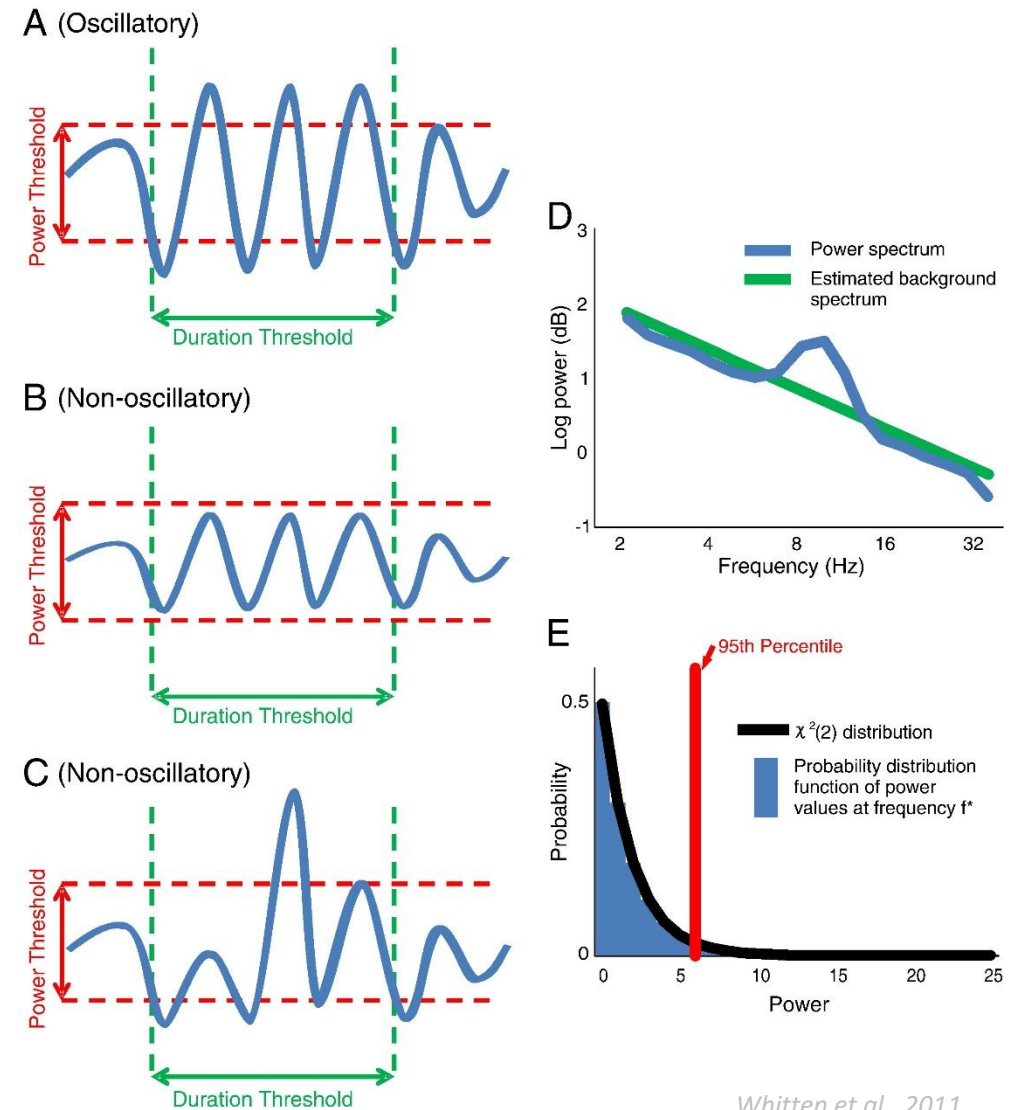 A (Oscillatory)
Power Threshold
Duration Threshold
B (Non-oscillatory)
Power Threshold
Duration Threshold
C (Non-oscillatory)
Power Threshold
Duration Threshold
D
3
2
1
0
-1
Log power (dB)
Power spectrum
Estimated background
spectrum
2 4 8 16 32
Frequency (Hz)
E
95th Percentile
0.5
0
Probability
χ²(2) distribution
Probability distribution
function of power
values at frequency f*
0 5 10 15 20 25
Power
Whitten et al., 2011